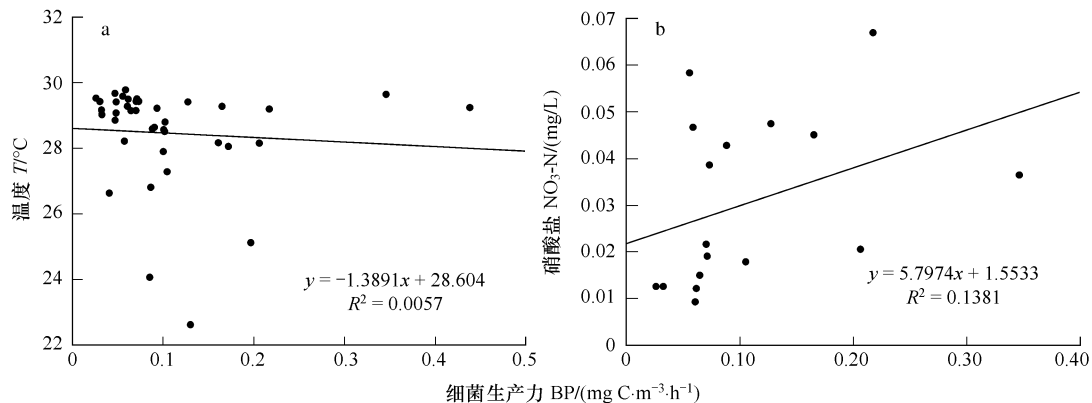 a
32
30
28
26
24
22
温度 T/°C
y = −1.3891x + 28.604
R² = 0.0057
0 0.1 0.2 0.3 0.4 0.5
b
0.07
0.06
0.05
0.04
0.03
0.02
0.01
0
硝酸盐 NO₃-N/(mg/L)
y = 5.7974x + 1.5533
R² = 0.1381
0 0.10 0.20 0.30 0.40
细菌生产力 BP/(mg C·m⁻³·h⁻¹)